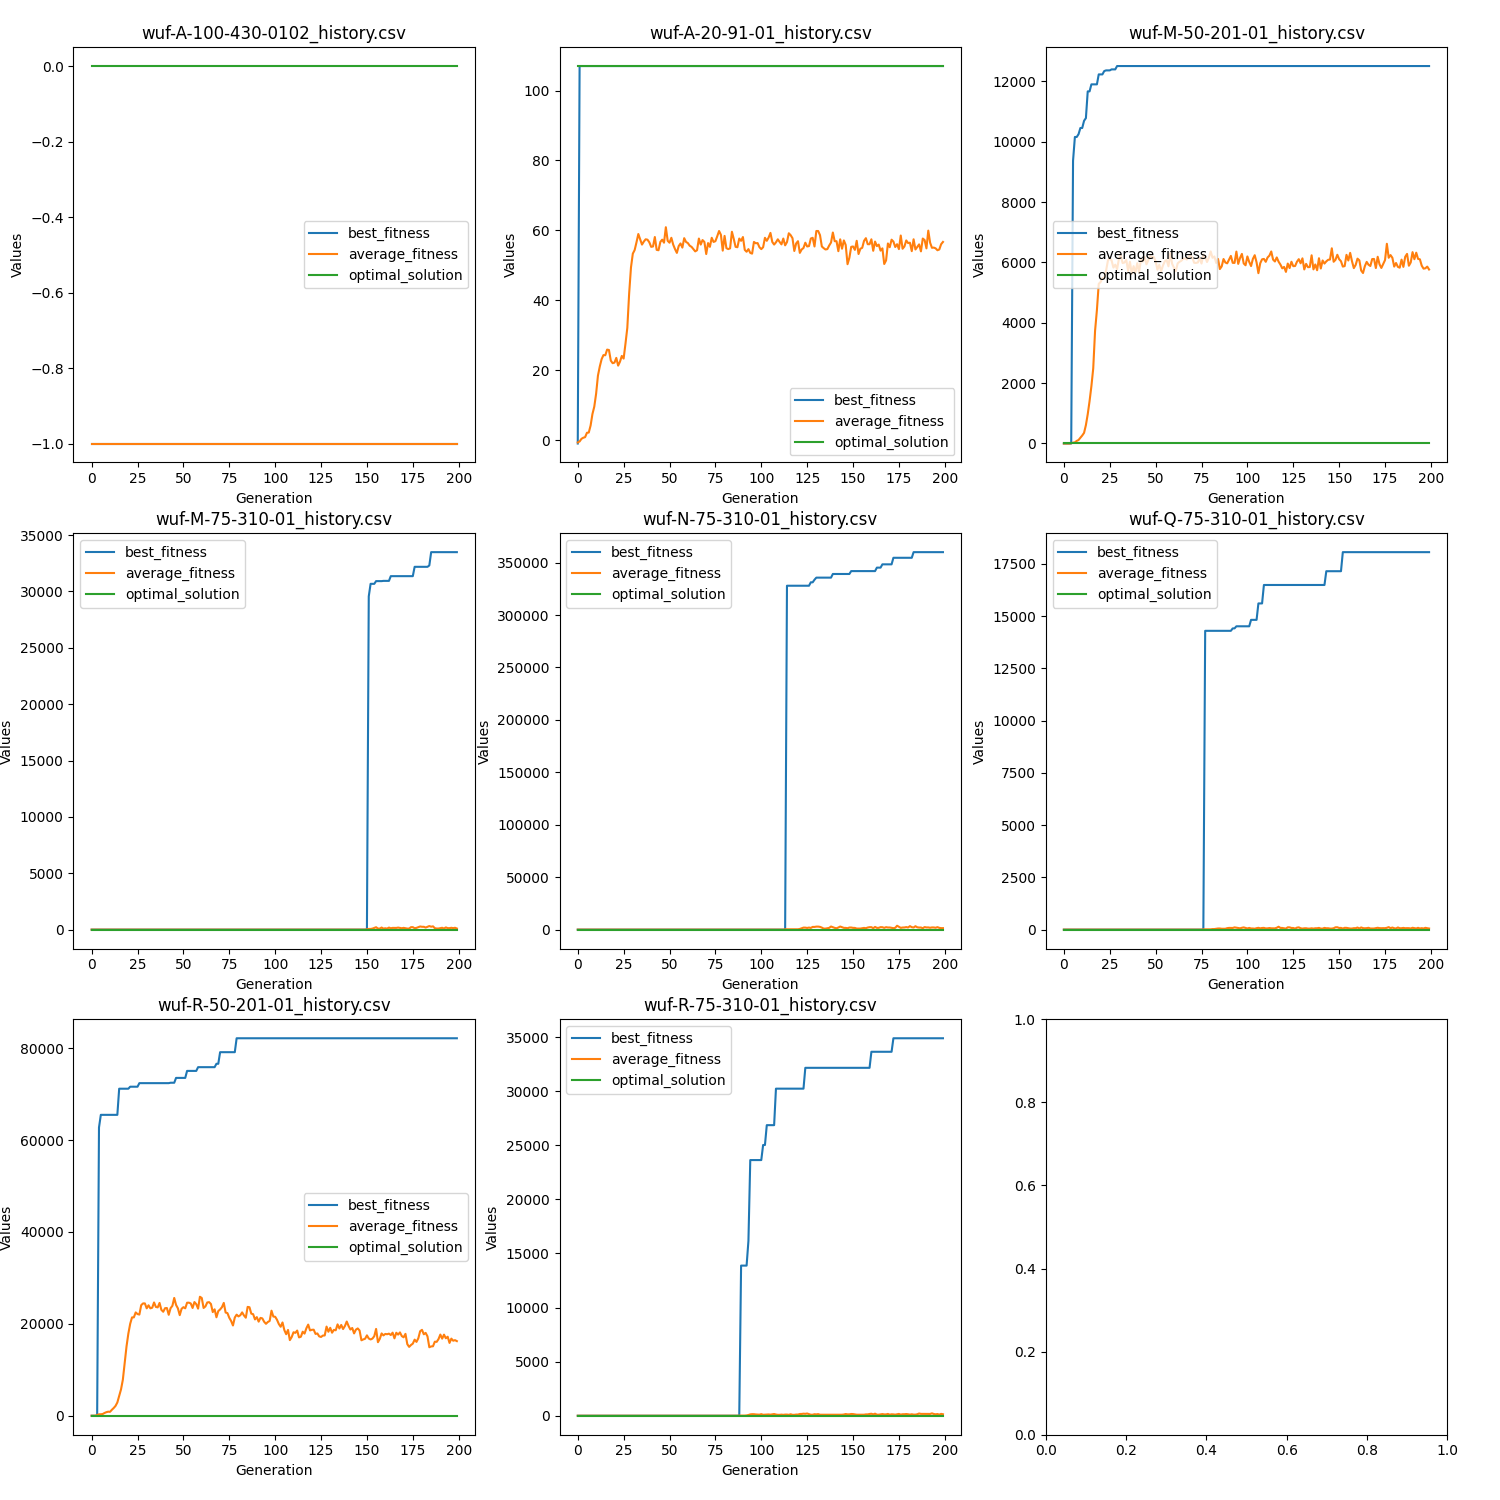 wuf-A-100-430-0102_history.csv
0.0
−0.2
−0.4
−0.6
−0.8
−1.0
Values
best_fitness
average_fitness
optimal_solution
0 25 50 75 100 125 150 175 200
Generation
wuf-A-20-91-01_history.csv
100
80
60
40
20
0
Values
best_fitness
average_fitness
optimal_solution
0 25 50 75 100 125 150 175 200
Generation
wuf-M-50-201-01_history.csv
12000
10000
8000
6000
4000
2000
0
Values
best_fitness
average_fitness
optimal_solution
0 25 50 75 100 125 150 175 200
Generation
wuf-M-75-310-01_history.csv
35000
30000
25000
20000
15000
10000
5000
0
Values
best_fitness
average_fitness
optimal_solution
0 25 50 75 100 125 150 175 200
Generation
wuf-N-75-310-01_history.csv
350000
300000
250000
200000
150000
100000
50000
0
Values
best_fitness
average_fitness
optimal_solution
0 25 50 75 100 125 150 175 200
Generation
wuf-Q-75-310-01_history.csv
17500
15000
12500
10000
7500
5000
2500
0
Values
best_fitness
average_fitness
optimal_solution
0 25 50 75 100 125 150 175 200
Generation
wuf-R-50-201-01_history.csv
80000
60000
40000
20000
0
Values
best_fitness
average_fitness
optimal_solution
0 25 50 75 100 125 150 175 200
Generation
wuf-R-75-310-01_history.csv
35000
30000
25000
20000
15000
10000
5000
0
Values
best_fitness
average_fitness
optimal_solution
0 25 50 75 100 125 150 175 200
Generation
1.0
0.8
0.6
0.4
0.2
0.0
0.0 0.2 0.4 0.6 0.8 1.0